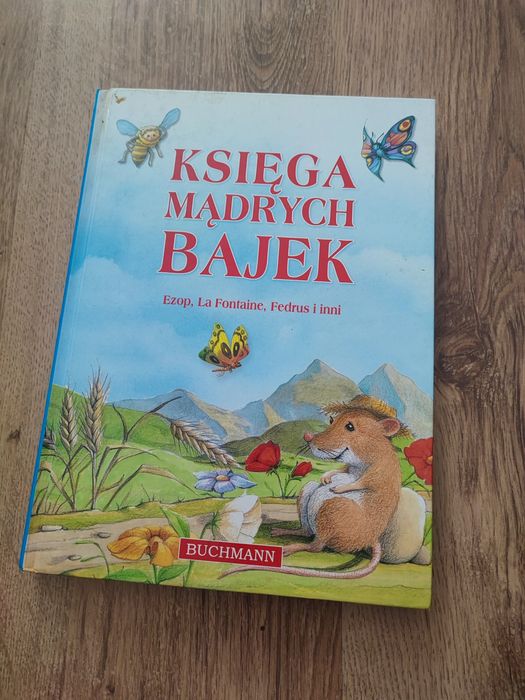 KSIĘGA
MĄDRYCH
BAJEK
Ezop, La Fontaine, Fedrus i inni
BUCHMANN